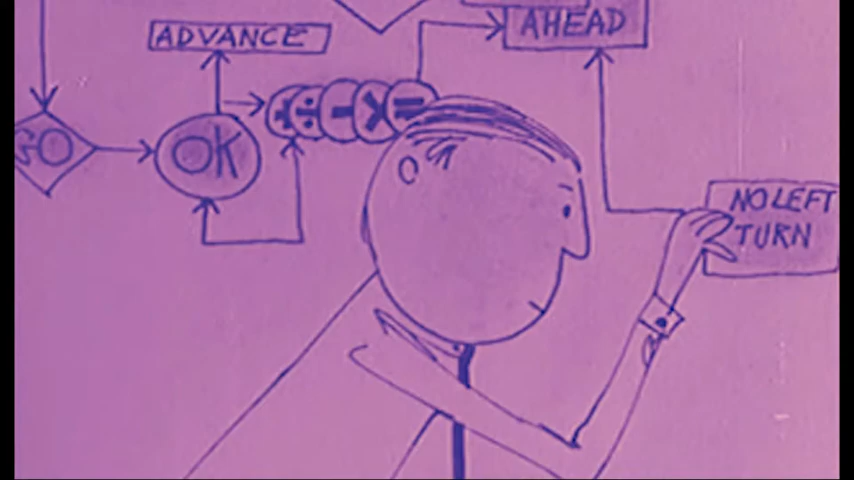 AHEAD
ADVANCE
GO
OK
÷ - × =
NO LEFT
TURN